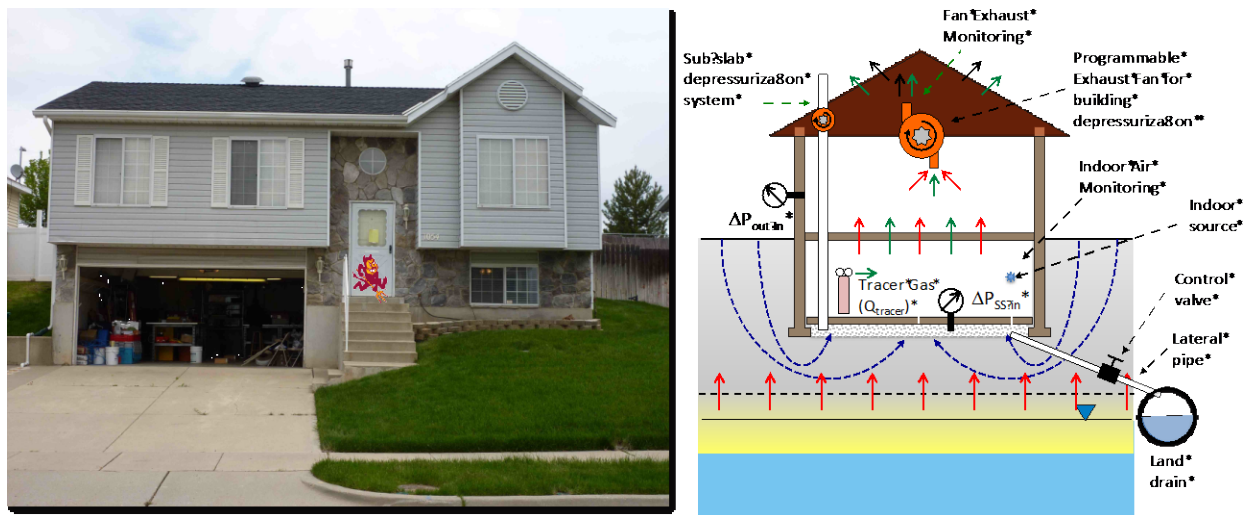 Fan*Exhaust*
Monitoring*
Sub?slab*
depressuriza8on*
system*
Programmable*
Exhaust*Fan*for*
building*
depressuriza8on**
Indoor*Air*
Monitoring*
Indoor*
source*
ΔPout?in*
Tracer*Gas*
(Qtracer)*
ΔPSS?in*
Control*
valve*
Lateral*
pipe*
Land*
drain*